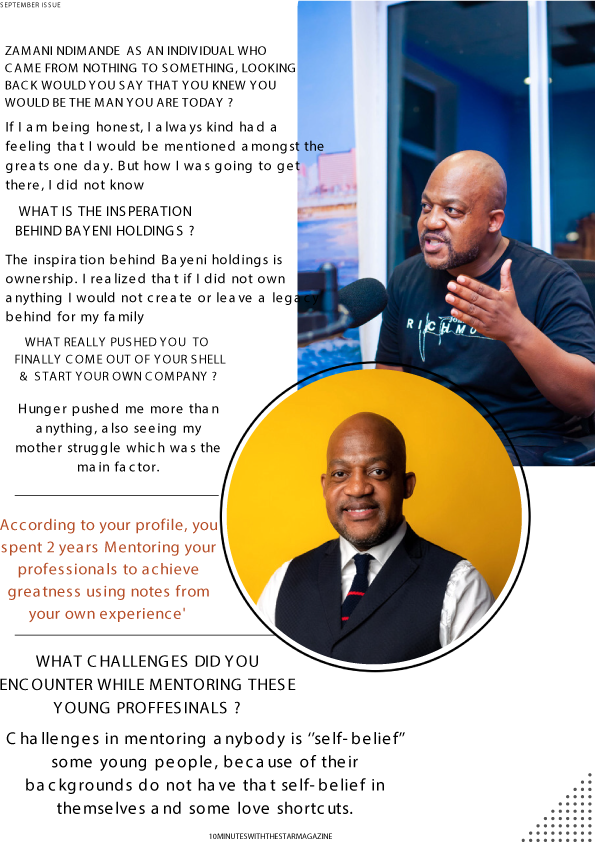 SEPTEMBER ISSUE
ZAMANI NDIMANDE AS AN INDIVIDUAL WHO
CAME FROM NOTHING TO SOMETHING, LOOKING
BACK WOULD YOU SAY THAT YOU KNEW YOU
WOULD BE THE MAN YOU ARE TODAY ?
If I am being honest, I always kind had a
feeling that I would be mentioned amongst the
greats one day. But how I was going to get
there, I did not know
WHAT IS THE INSPERATION
BEHIND BAYENI HOLDINGS ?
The inspiration behind Bayeni holdings is
ownership. I realized that if I did not own
anything I would not create or leave a legacy
behind for my family
WHAT REALLY PUSHED YOU TO
FINALLY COME OUT OF YOUR SHELL
& START YOUR OWN COMPANY ?
Hunger pushed me more than
anything, also seeing my
mother struggle which was the
main factor.
According to your profile, you
spent 2 years Mentoring your
professionals to achieve
greatness using notes from
your own experience'
WHAT CHALLENGES DID YOU
ENCOUNTER WHILE MENTORING THESE
YOUNG PROFFESINALS ?
Challenges in mentoring anybody is ‘’self-belief”
some young people, because of their
backgrounds do not have that self-belief in
themselves and some love shortcuts.
10MINUTESWITHTHESTARMAGAZINE